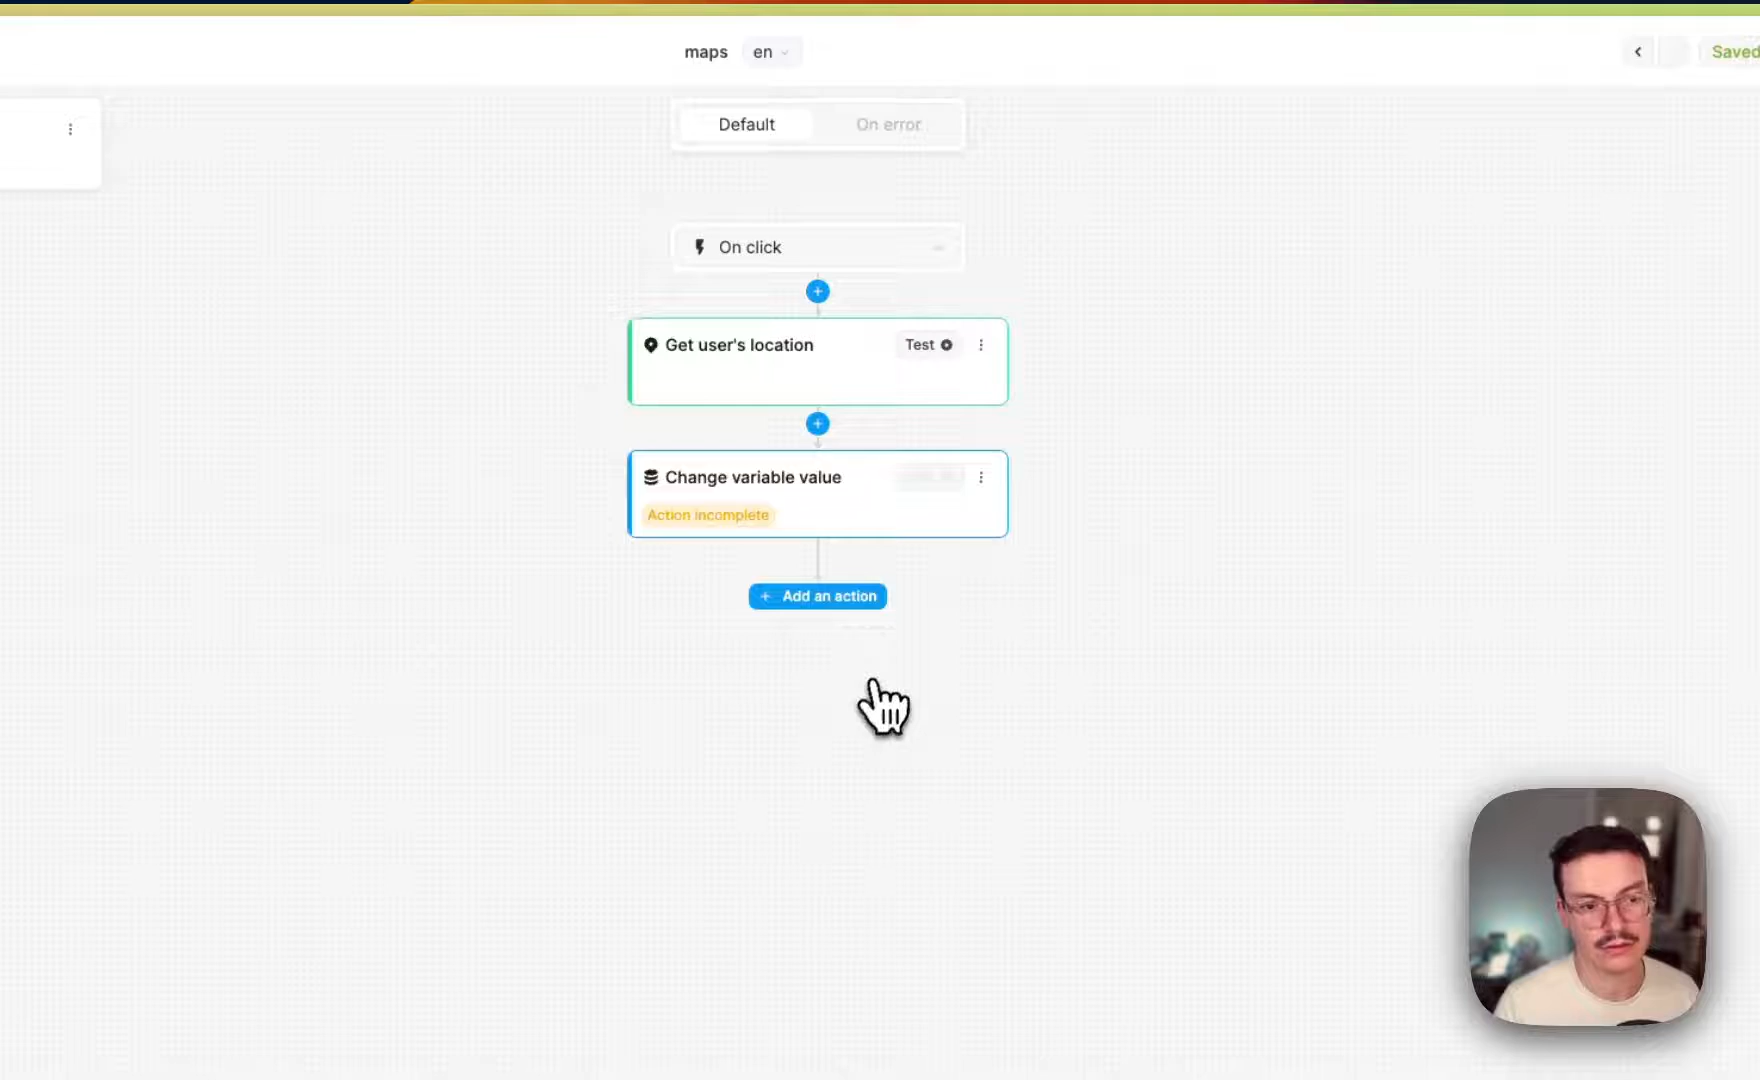 maps
en
Saved
Default
On error
On click
Get user's location
Test
Change variable value
Action incomplete
+ Add an action